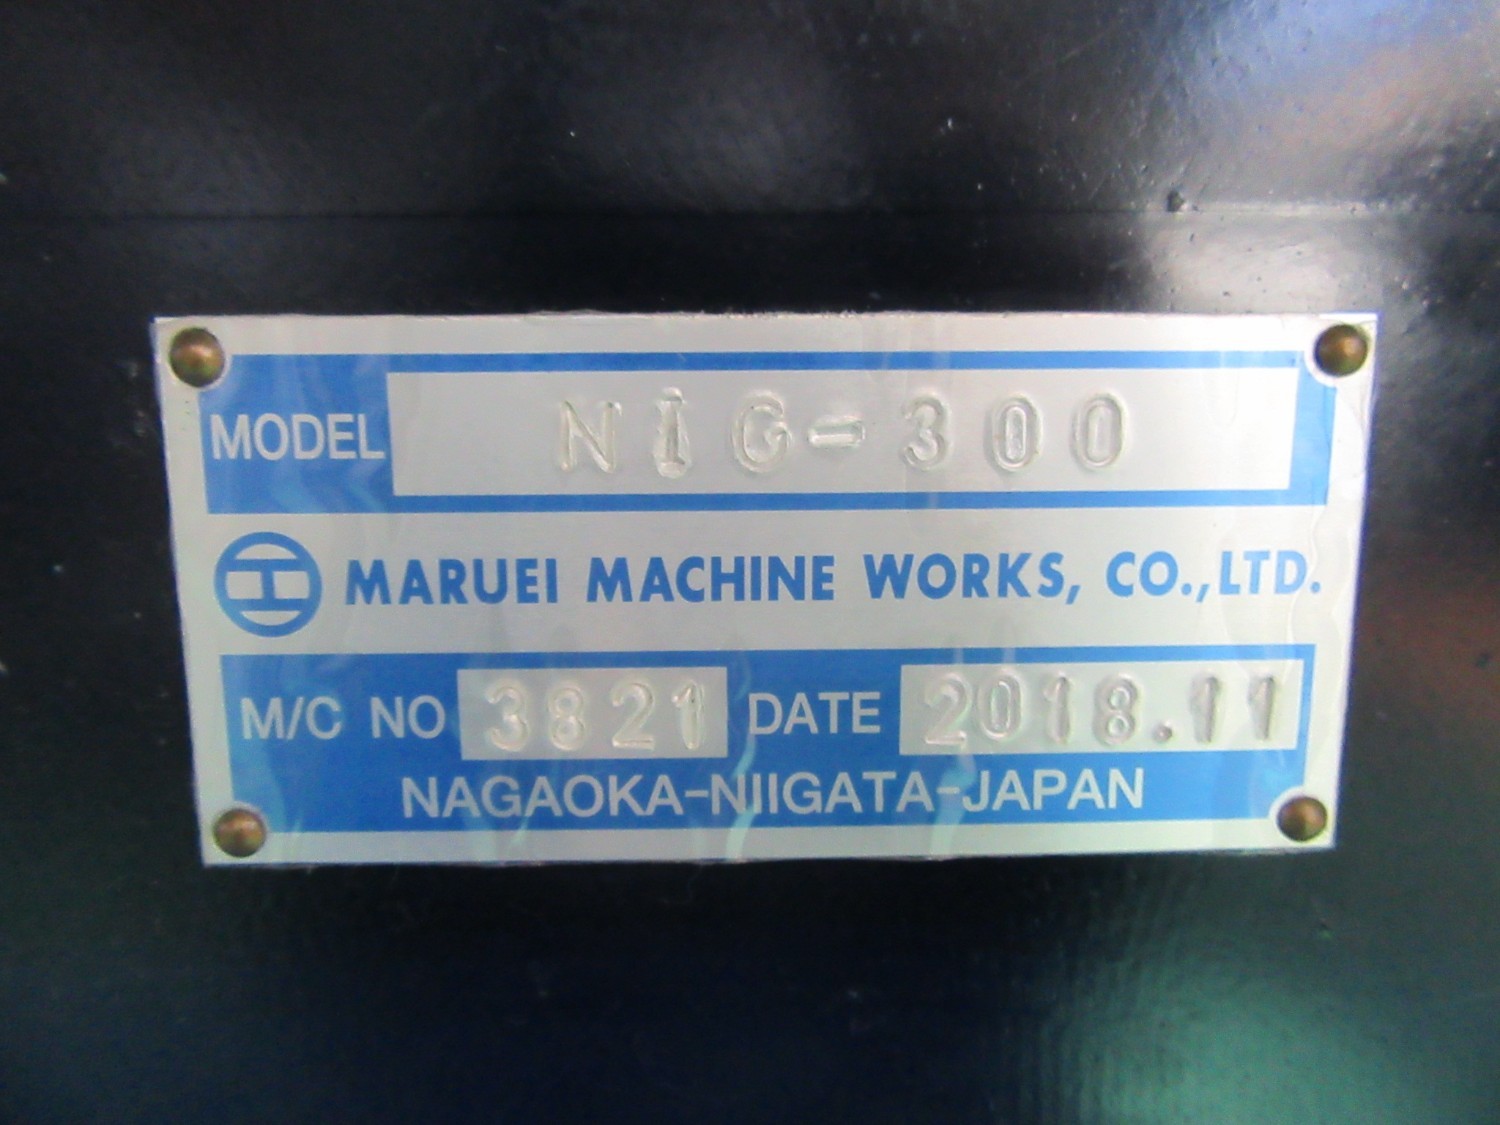 MODEL NIG-300
MARUEI MACHINE WORKS, CO.,LTD.
M/C NO 3821 DATE 2018.11
NAGAOKA-NIIGATA-JAPAN